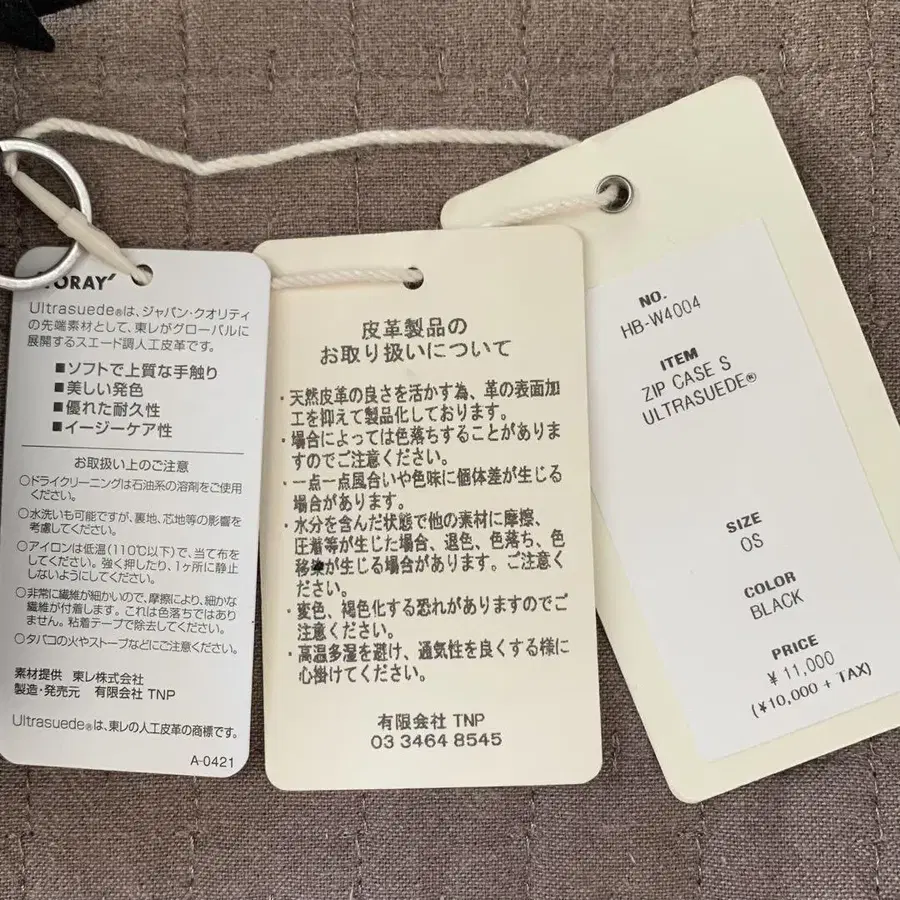 TORAY
Ultrasuede®は、ジャパン・クオリティ
の先端素材として、東レがグローバルに
展開するスエード調人工皮革です。
■ソフトで上質な手触り
■美しい発色
■優れた耐久性
■イージーケア性
お取扱い上のご注意
○ドライクリーニングは石油系の溶剤をご使用
ください。
○水洗いも可能ですが、裏地、芯地等の影響を
考慮してください。
○アイロンは低温(110℃以下)で、当て布を
してください。強く押したり、1ヶ所に静止
しないようにしてください。
○非常に繊維が細かいので、摩擦により、細かな
繊維が付着します。これは色落ちではあり
ません。粘着テープで除去してください。
○タバコの火やストーブなどにご注意ください。
素材提供 東レ株式会社
製造・発売元 有限会社 TNP
Ultrasuede®は、東レの人工皮革の商標です。
A-0421
皮革製品の
お取り扱いについて
・天然皮革の良さを活かす為、革の表面加
工を抑えて製品化しております。
・場合によっては色落ちすることがありま
すのでご注意ください。
・一点一点風合いや色味に個体差が生じる
場合があります。
・水分を含んだ状態で他の素材に摩擦、
圧着等が生じた場合、退色、色落ち、色
移染が生じる場合があります。ご注意く
ださい。
・変色、褐色化する恐れがありますのでご
注意ください。
・高温多湿を避け、通気性を良くする様に
心掛けてください。
有限会社 TNP
03 3464 8545
NO.
HB-W4004
ITEM
ZIP CASE S
ULTRASUEDE®
SIZE
OS
COLOR
BLACK
PRICE
¥ 11,000
(¥10,000 + TAX)